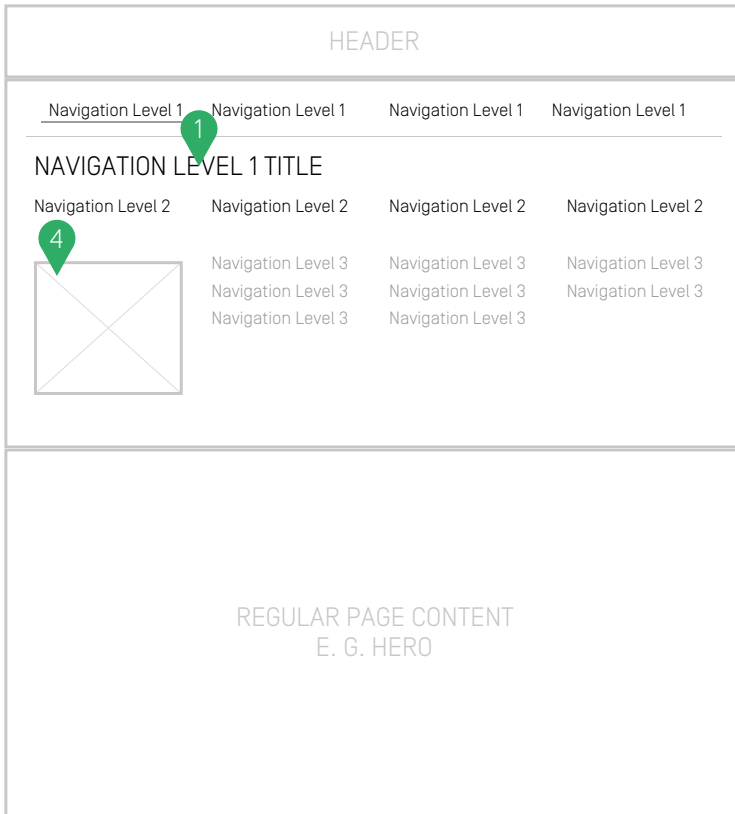 HEADER
Navigation Level 1 Navigation Level 1 Navigation Level 1 Navigation Level 1
1
NAVIGATION LEVEL 1 TITLE
Navigation Level 2 Navigation Level 2 Navigation Level 2 Navigation Level 2
4
Navigation Level 3 Navigation Level 3 Navigation Level 3
Navigation Level 3 Navigation Level 3 Navigation Level 3
Navigation Level 3 Navigation Level 3
REGULAR PAGE CONTENT
E. G. HERO